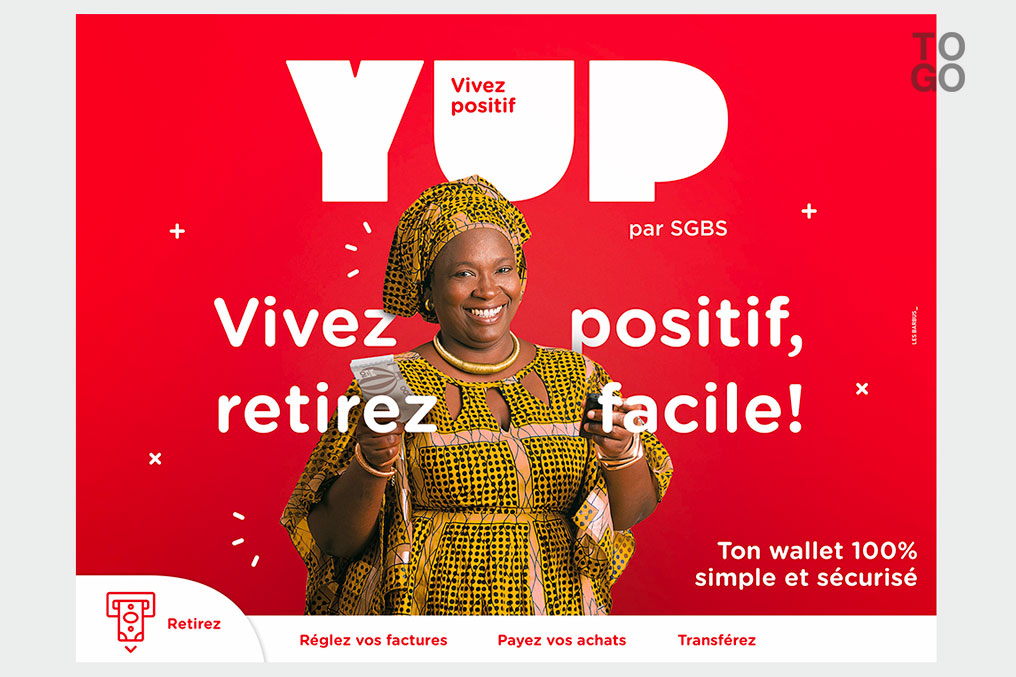 TO
GO
YUP
Vivez
positif
par SGBS
Vivez positif,
retirez facile!
LES BARBUS_
Ton wallet 100%
simple et sécurisé
Retirez
Réglez vos factures
Payez vos achats
Transférez